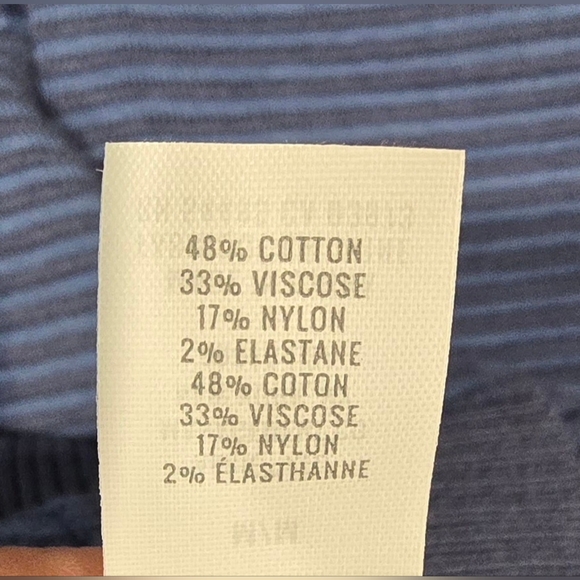 48% COTTON
33% VISCOSE
17% NYLON
2% ELASTANE
48% COTON
33% VISCOSE
17% NYLON
2% ÉLASTHANNE